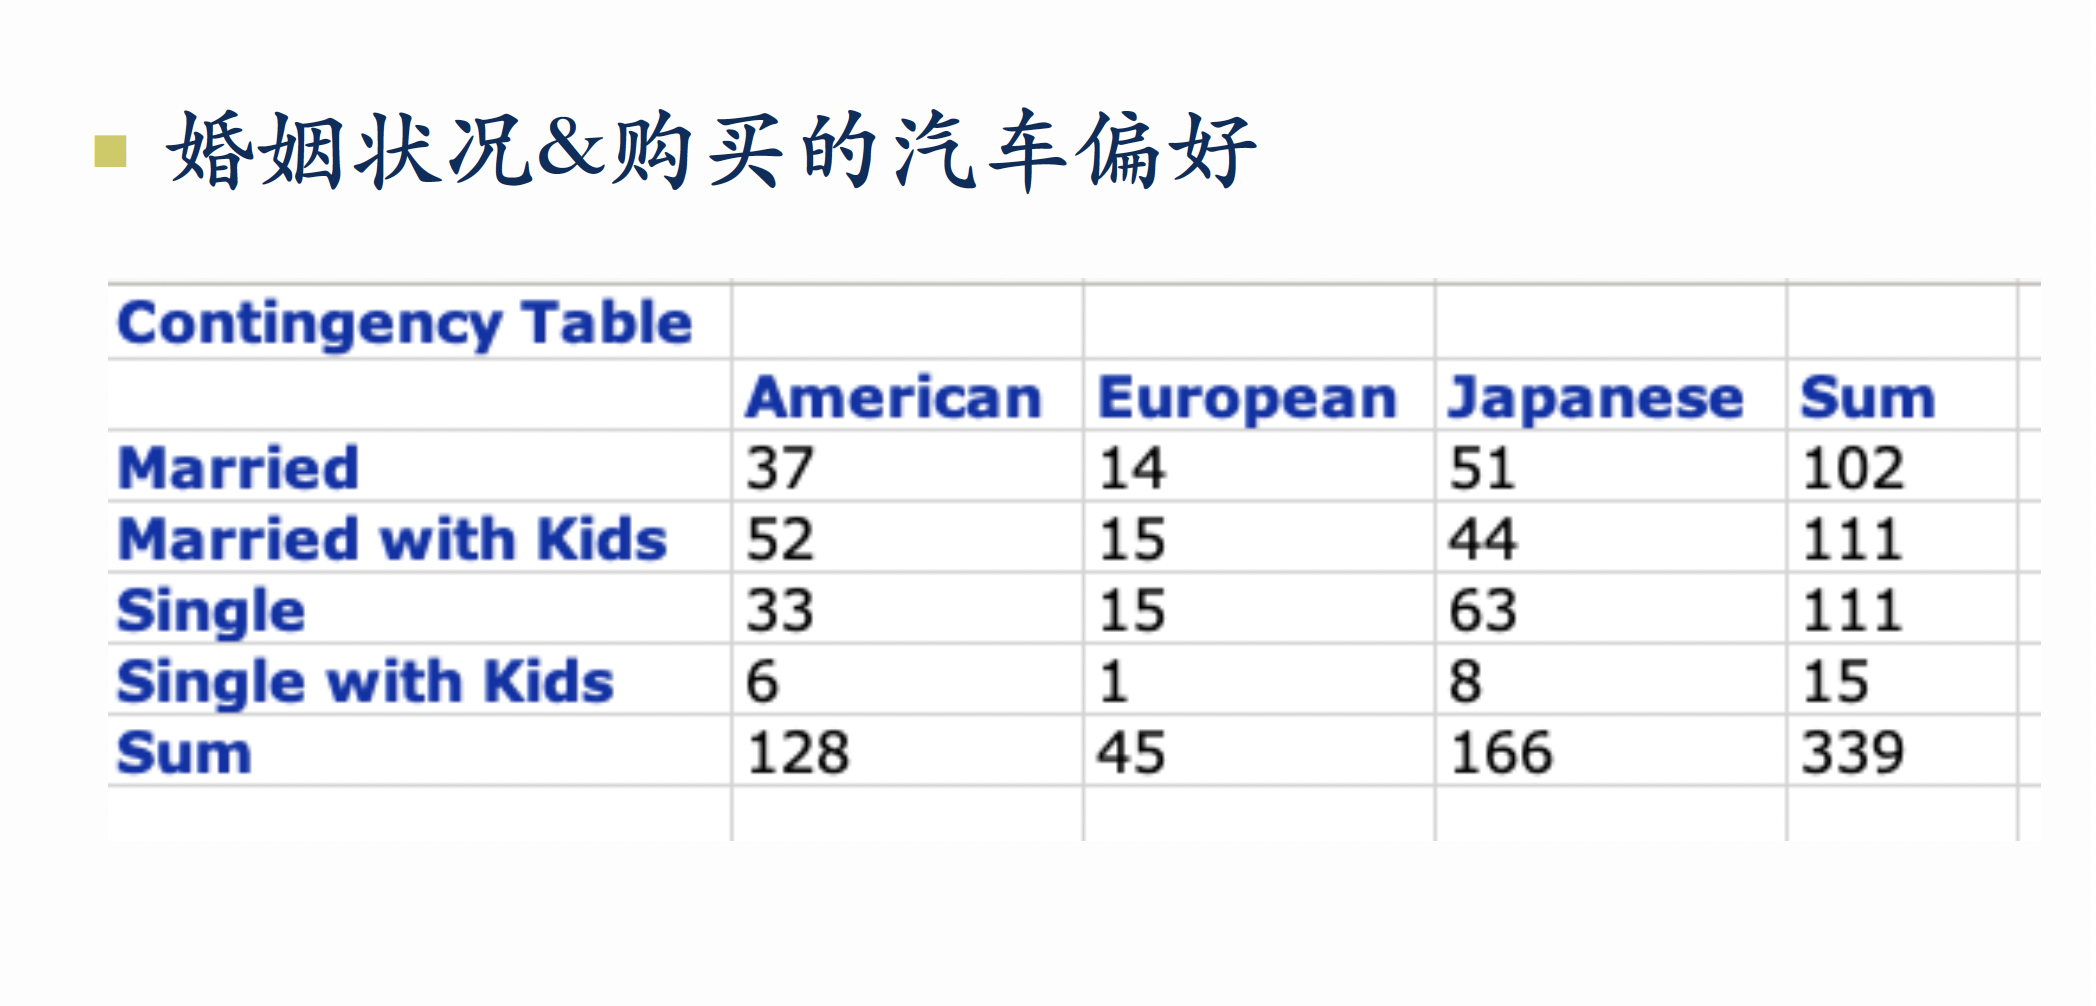 婚姻状况&购买的汽车偏好
Contingency Table
American European Japanese Sum
Married 37 14 51 102
Married with Kids 52 15 44 111
Single 33 15 63 111
Single with Kids 6 1 8 15
Sum 128 45 166 339